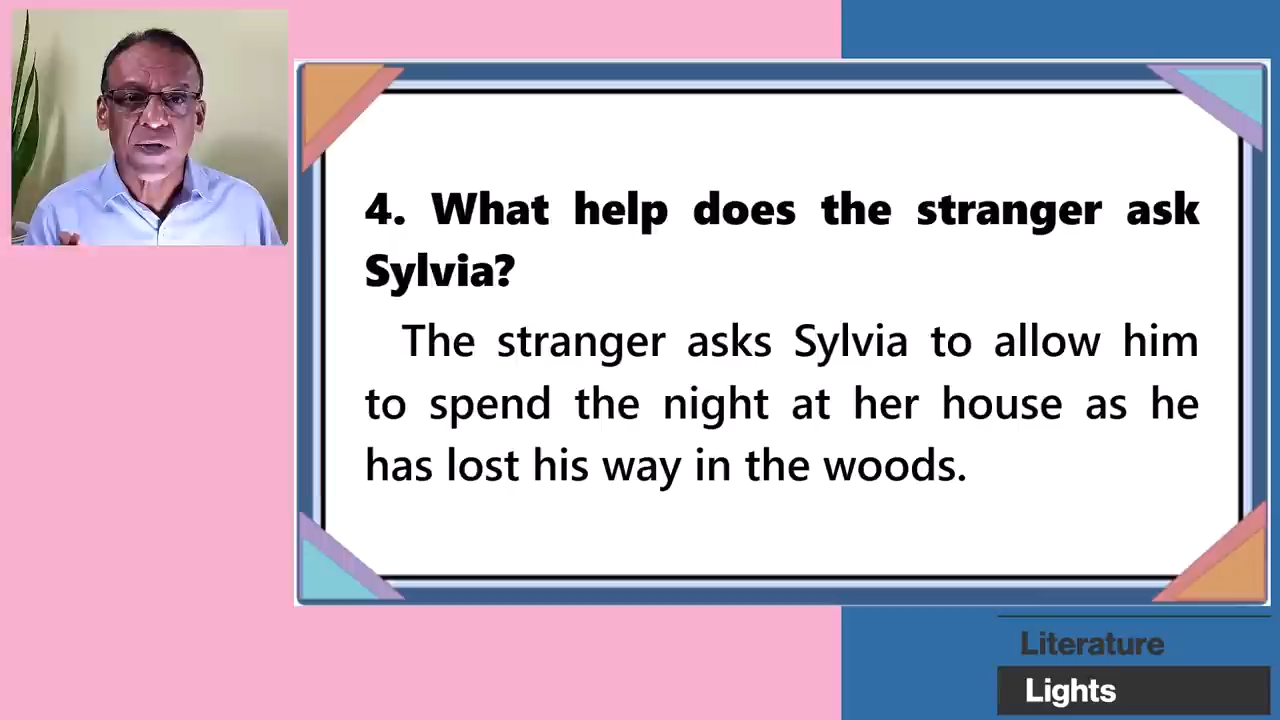 4. What help does the stranger ask
Sylvia?
The stranger asks Sylvia to allow him
to spend the night at her house as he
has lost his way in the woods.
Literature
Lights